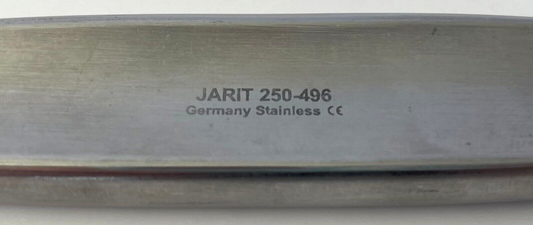 JARIT 250-496
Germany Stainless CE